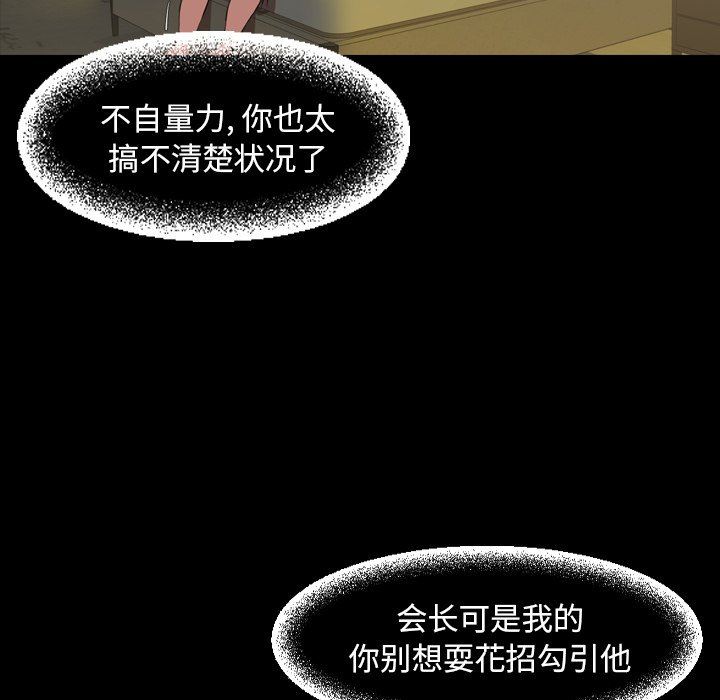 不自量力, 你也太
搞不清楚状况了
会长可是我的
你别想耍花招勾引他